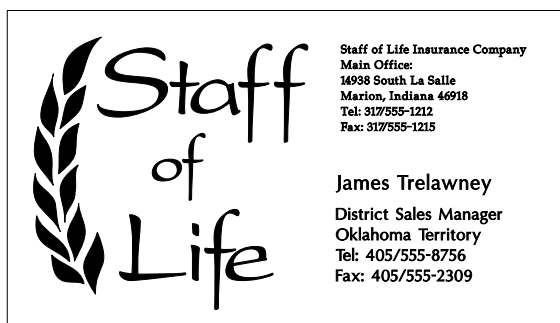 Staff
of
Life
Staff of Life Insurance Company
Main Office:
14938 South La Salle
Marion, Indiana 46918
Tel: 317/555-1212
Fax: 317/555-1215
James Trelawney
District Sales Manager
Oklahoma Territory
Tel: 405/555-8756
Fax: 405/555-2309